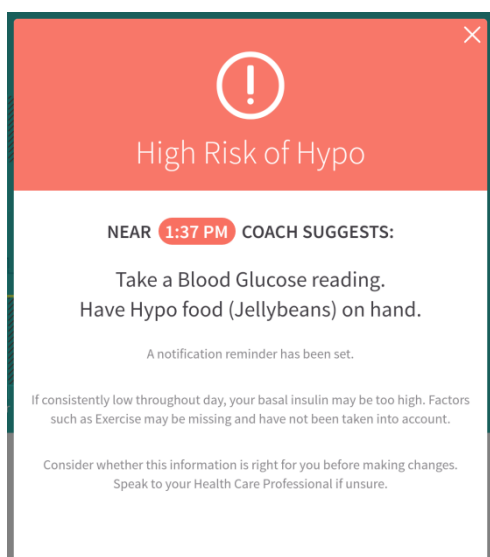 High Risk of Hypo
NEAR 1:37 PM COACH SUGGESTS:
Take a Blood Glucose reading.
Have Hypo food (Jellybeans) on hand.
A notification reminder has been set.
If consistently low throughout day, your basal insulin may be too high. Factors
such as Exercise may be missing and have not been taken into account.
Consider whether this information is right for you before making changes.
Speak to your Health Care Professional if unsure.